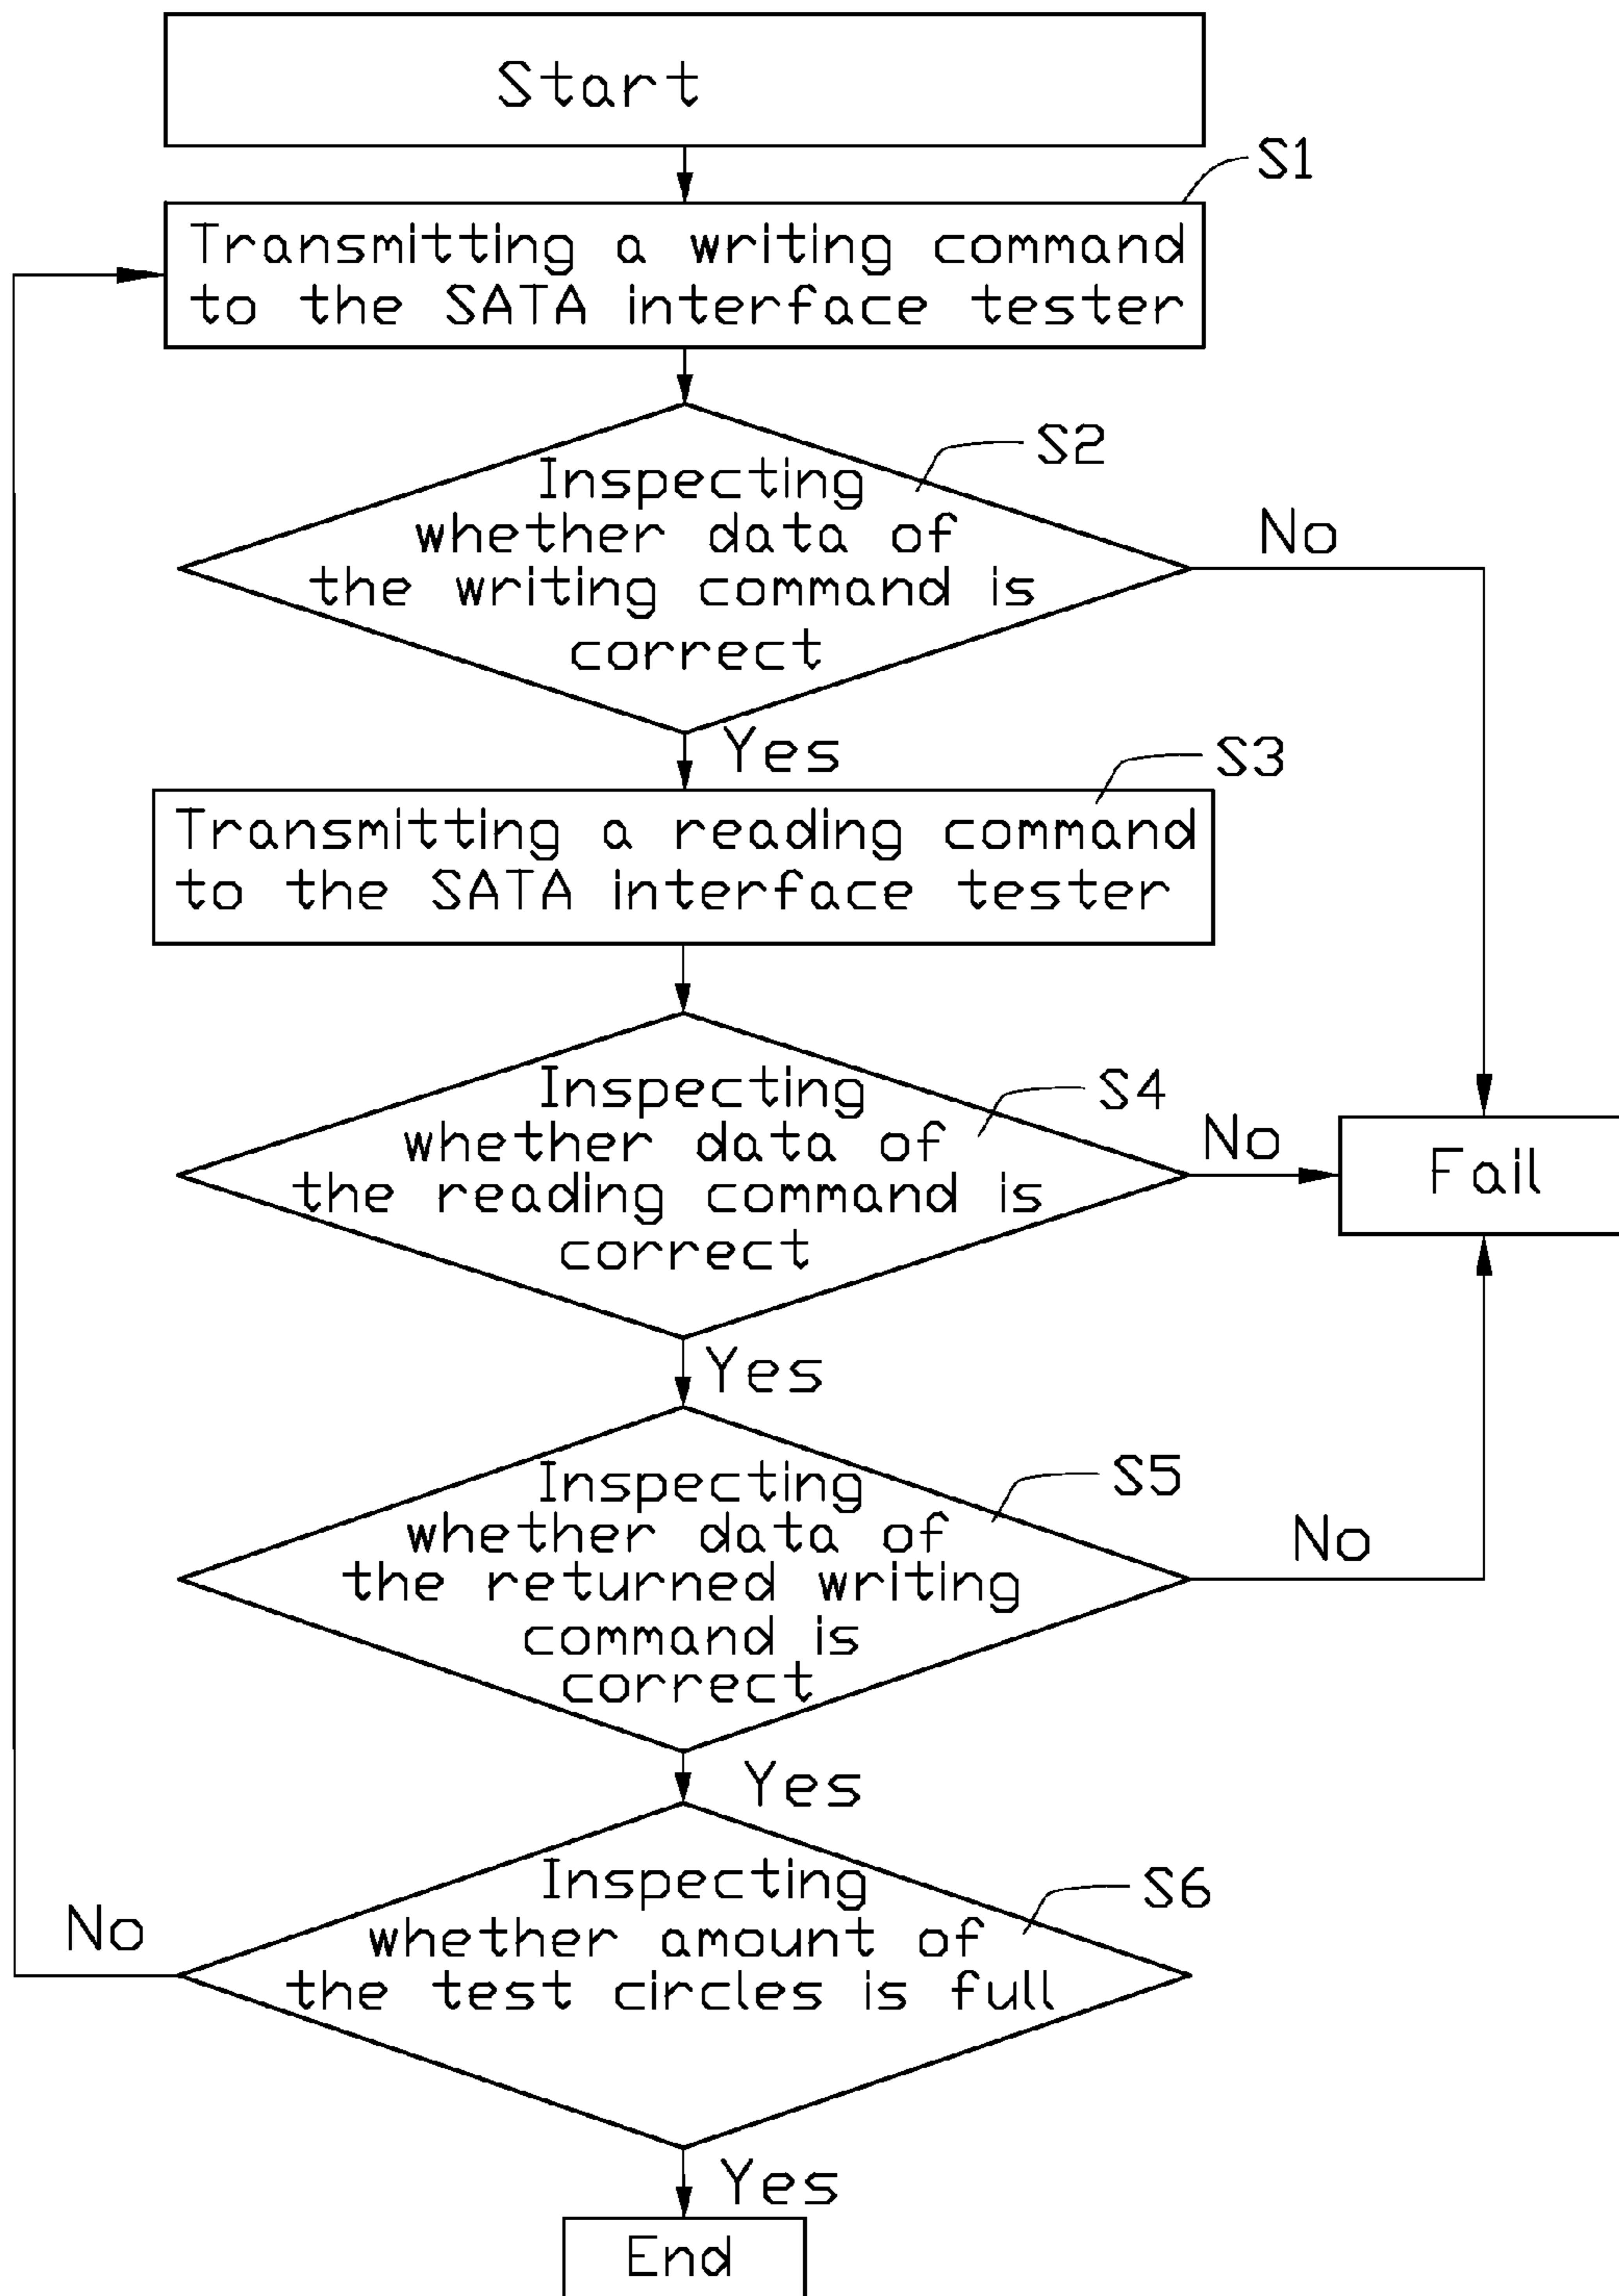 Start
S1
Transmitting a writing command
to the SATA interface tester
S2
Inspecting
whether data of
the writing command is
correct
No
Yes
S3
Transmitting a reading command
to the SATA interface tester
S4
Inspecting
whether data of
the reading command is
correct
No
Fail
Yes
S5
Inspecting
whether data of
the returned writing
command is
correct
No
Yes
S6
Inspecting
whether amount of
the test circles is full
No
Yes
End